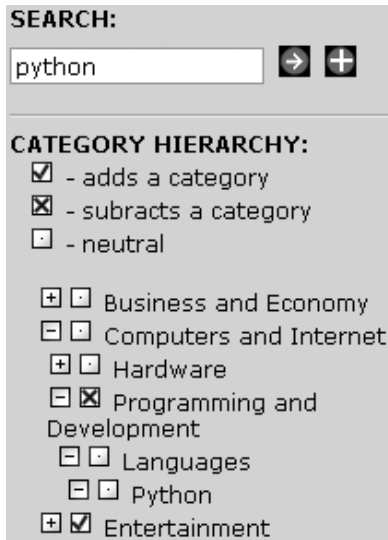 SEARCH:
python
CATEGORY HIERARCHY:
- adds a category
- subracts a category
- neutral
Business and Economy
Computers and Internet
Hardware
Programming and
Development
Languages
Python
Entertainment